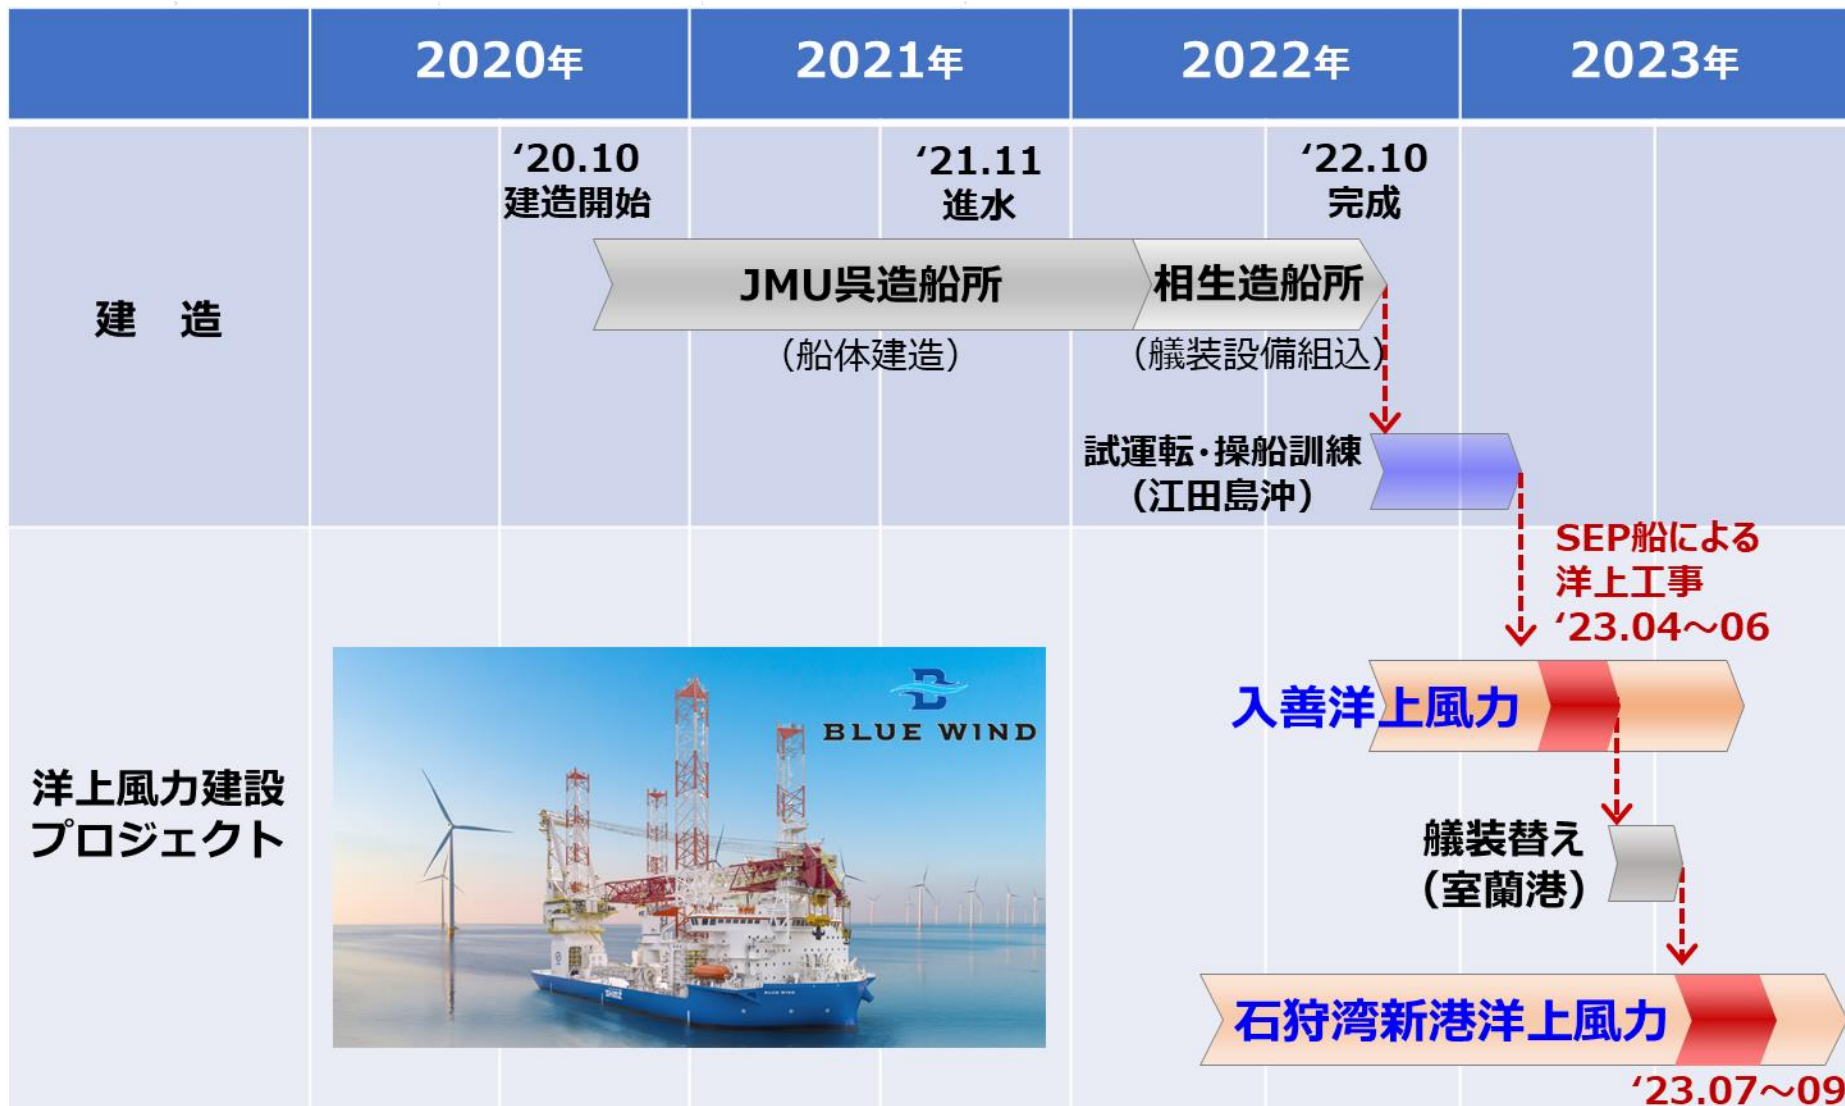 2020年
2021年
2022年
2023年
建　造
‘20.10
建造開始
‘21.11
進水
‘22.10
完成
JMU呉造船所
相生造船所
（船体建造）
（艤装設備組込）
試運転・操船訓練
（江田島沖）
洋上風力建設
プロジェクト
BLUE WIND
SEP船による
洋上工事
‘23.04～06
入善洋上風力
艤装替え
（室蘭港）
石狩湾新港洋上風力
‘23.07～09